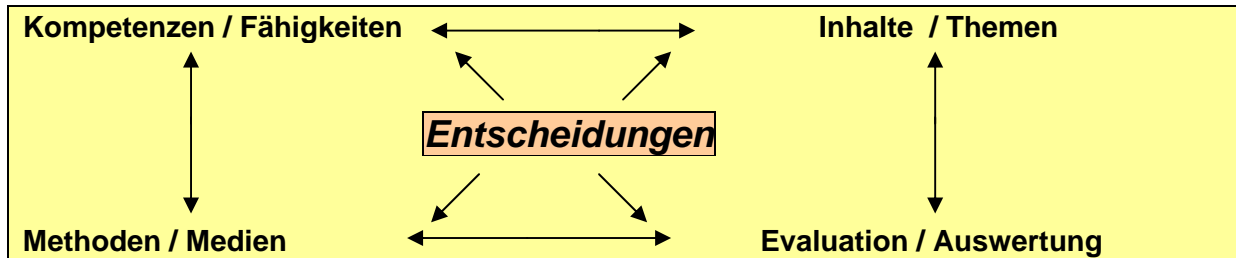 Kompetenzen / Fähigkeiten Inhalte / Themen
Entscheidungen
Methoden / Medien Evaluation / Auswertung